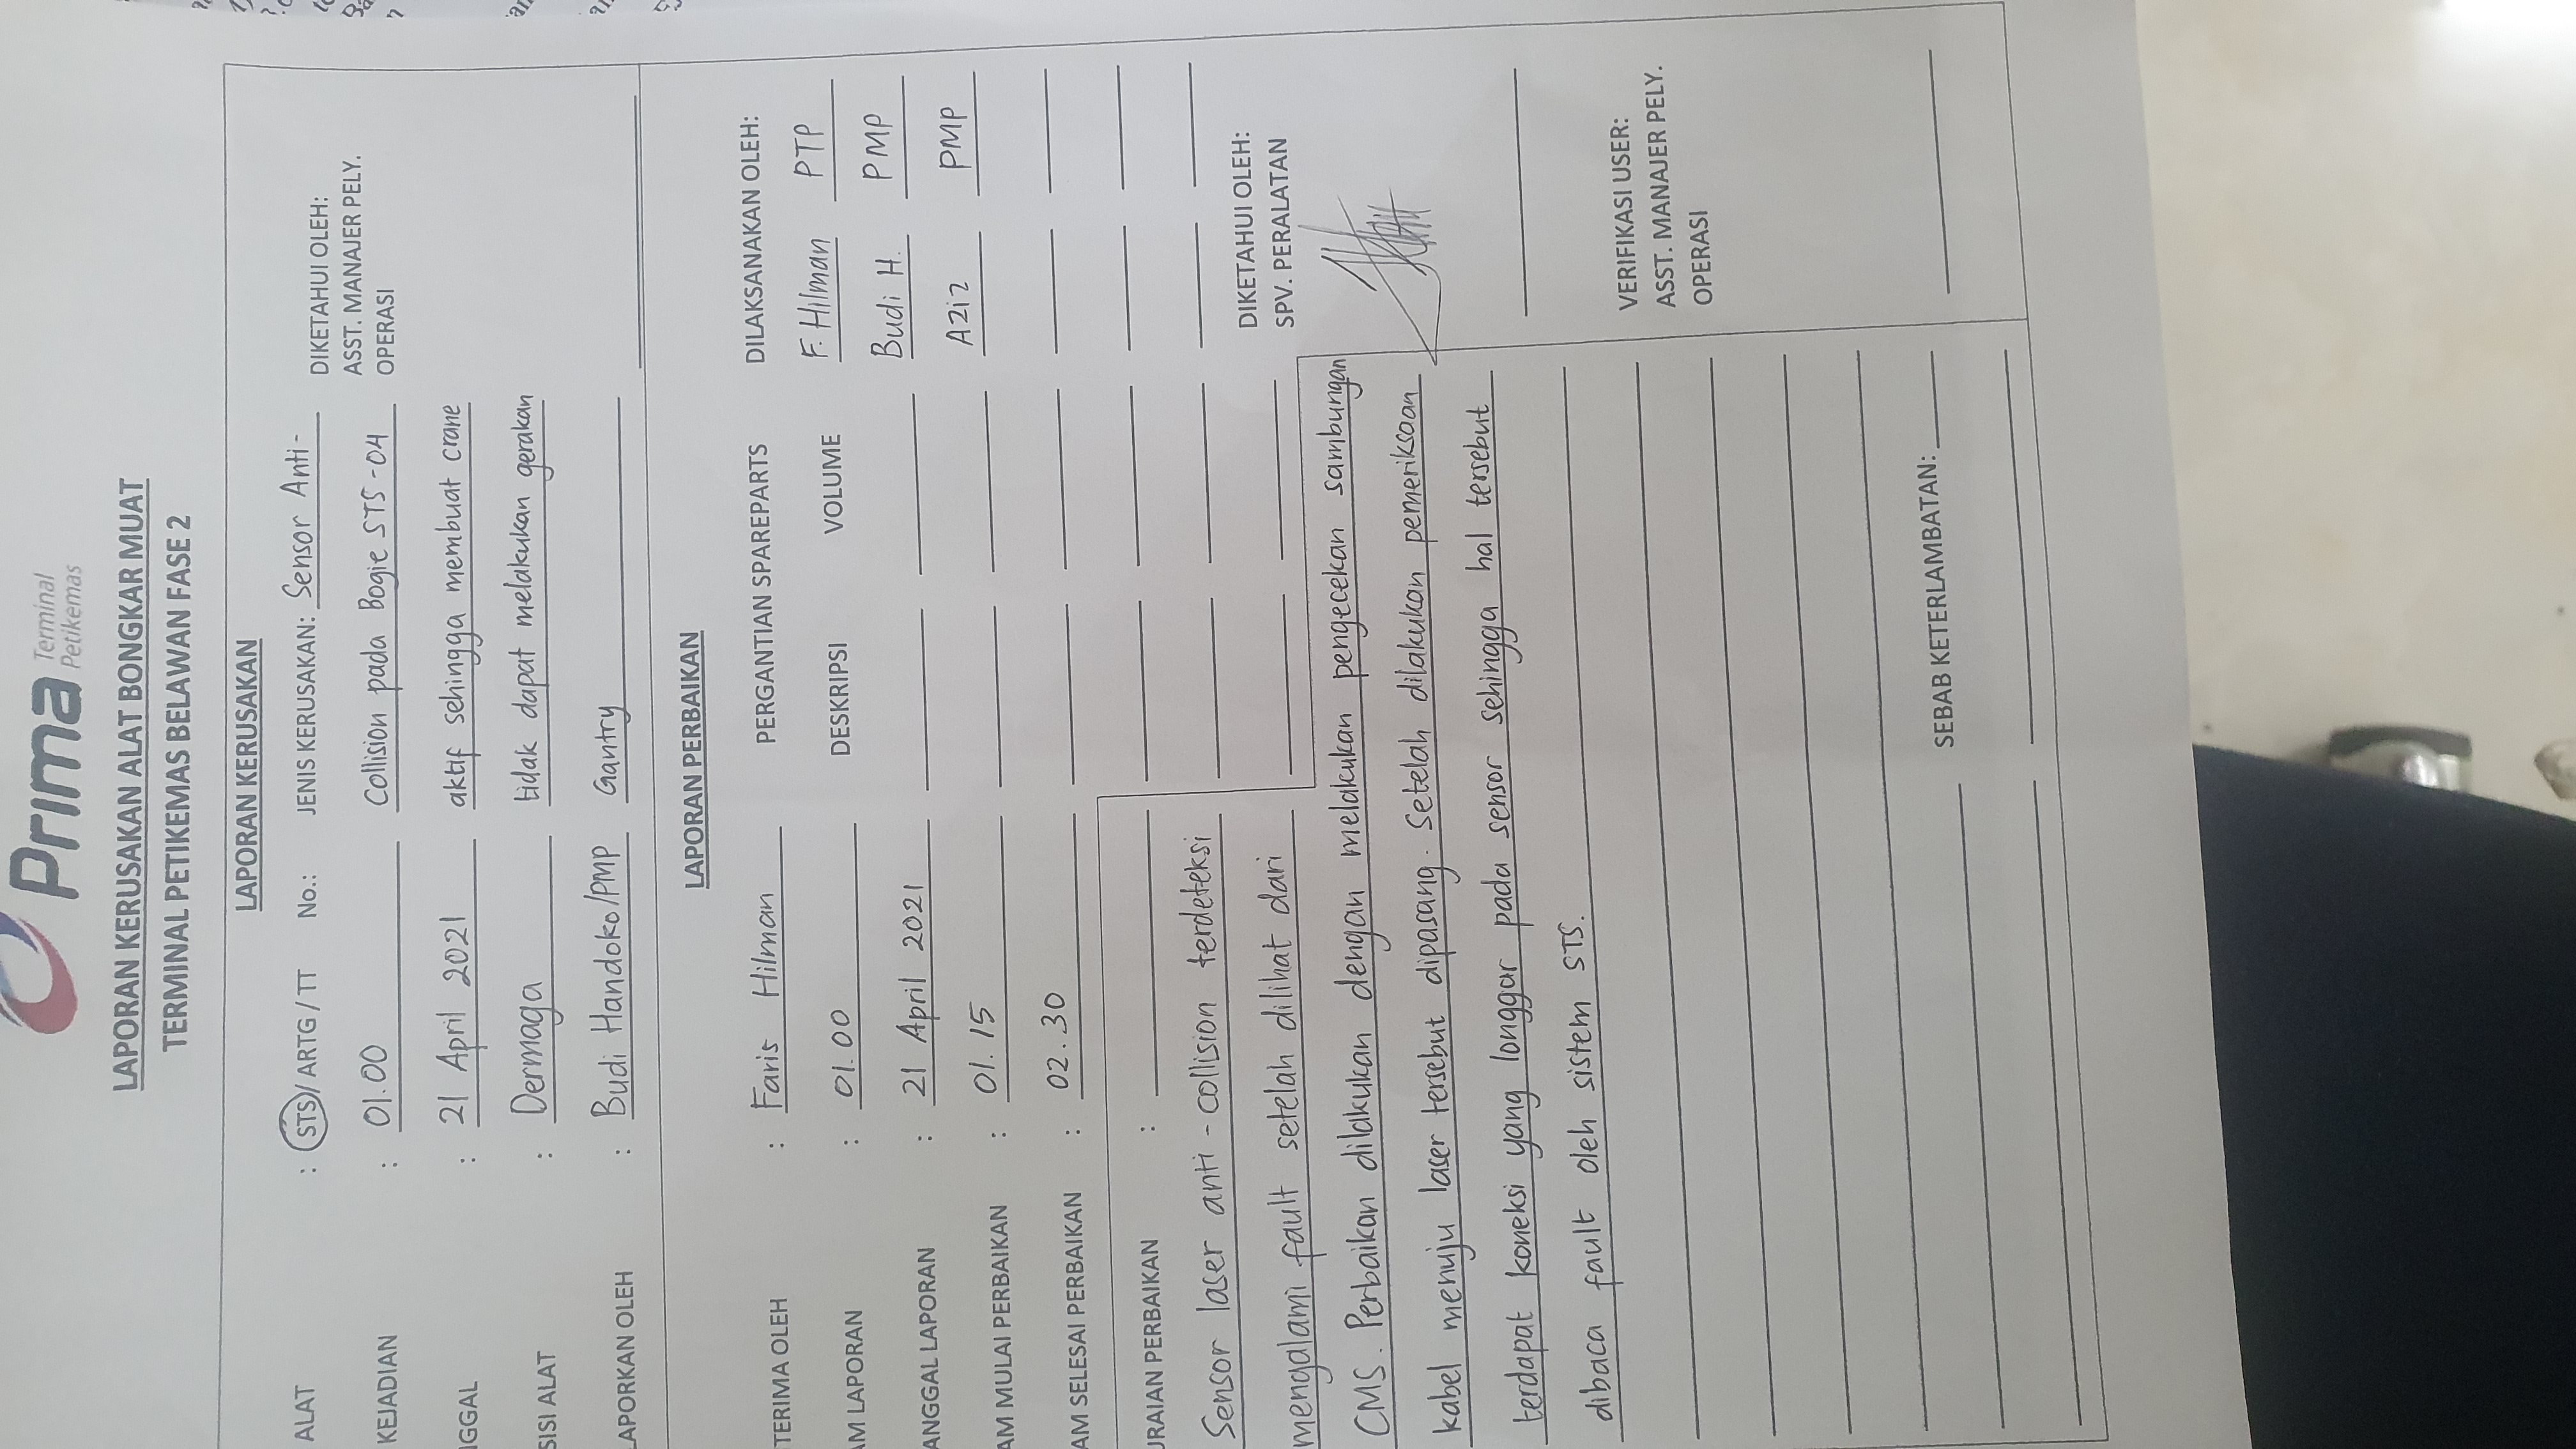 Prima Terminal
Petikemas
LAPORAN KERUSAKAN ALAT BONGKAR MUAT
TERMINAL PETIKEMAS BELAWAN FASE 2
LAPORAN KERUSAKAN
ALAT : STS / ARTG / TT No.: JENIS KERUSAKAN: Sensor Anti-
KEJADIAN : 01.00 Collision pada Bogie STS-04
GGAL : 21 April 2021 aktif sehingga membuat crane
SISI ALAT : Dermaga tidak dapat melakukan gerakan
LAPORKAN OLEH : Budi Handoko/PMP Gantry
DIKETAHUI OLEH:
ASST. MANAJER PELY.
OPERASI
LAPORAN PERBAIKAN
TERIMA OLEH : Faris Hilman
AM LAPORAN : 01.00
ANGGAL LAPORAN : 21 April 2021
AM MULAI PERBAIKAN : 01.15
AM SELESAI PERBAIKAN : 02.30
PERGANTIAN SPAREPARTS
DESKRIPSI VOLUME
DILAKSANAKAN OLEH:
F. Hilman PTP
Budi H. PMP
Aziz PMP
URAIAN PERBAIKAN :
Sensor laser anti-collision terdeteksi
mengalami fault setelah dilihat dari
CMS. Perbaikan dilakukan dengan melakukan pengecekan sambungan
kabel menuju laser tersebut dipasang. Setelah dilakukan pemeriksaan
terdapat koneksi yang longgar pada sensor sehingga hal tersebut
dibaca fault oleh sistem STS.
SEBAB KETERLAMBATAN:
DIKETAHUI OLEH:
SPV. PERALATAN
VERIFIKASI USER:
ASST. MANAJER PELY.
OPERASI